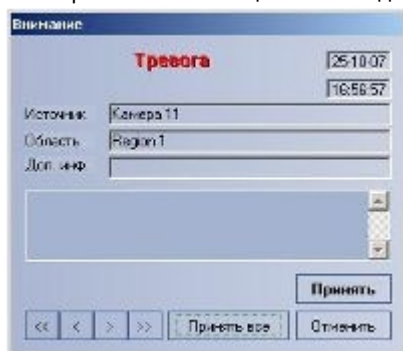 Внимание
Тревога 25-10-07
16:56:57
Источник Камера 11
Область Region 1
Доп. инф.
Принять
<< < > >> Принять все Отменить